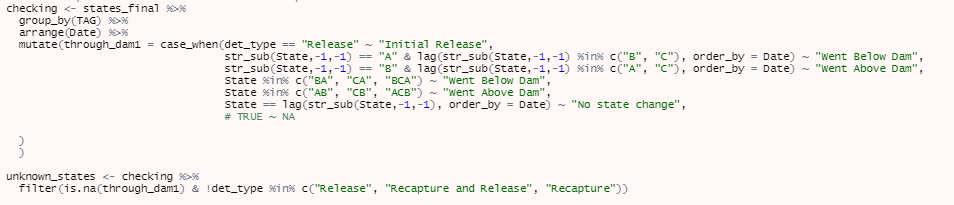 checking <- states_final %>%
group_by(TAG) %>%
arrange(Date) %>%
mutate(through_dam1 = case_when(det_type == "Release" ~ "Initial Release",
str_sub(State,-1,-1) == "A" & lag(str_sub(State,-1,-1) %in% c("B", "C"), order_by = Date) ~ "Went Below Dam",
str_sub(State,-1,-1) == "B" & lag(str_sub(State,-1,-1) %in% c("A", "C"), order_by = Date) ~ "Went Above Dam",
State %in% c("BA", "CA", "BCA") ~ "Went Below Dam",
State %in% c("AB", "CB", "ACB") ~ "Went Above Dam",
State == lag(str_sub(State,-1,-1), order_by = Date) ~ "No state change",
# TRUE ~ NA
)
)
unknown_states <- checking %>%
filter(is.na(through_dam1) & !det_type %in% c("Release", "Recapture and Release", "Recapture"))